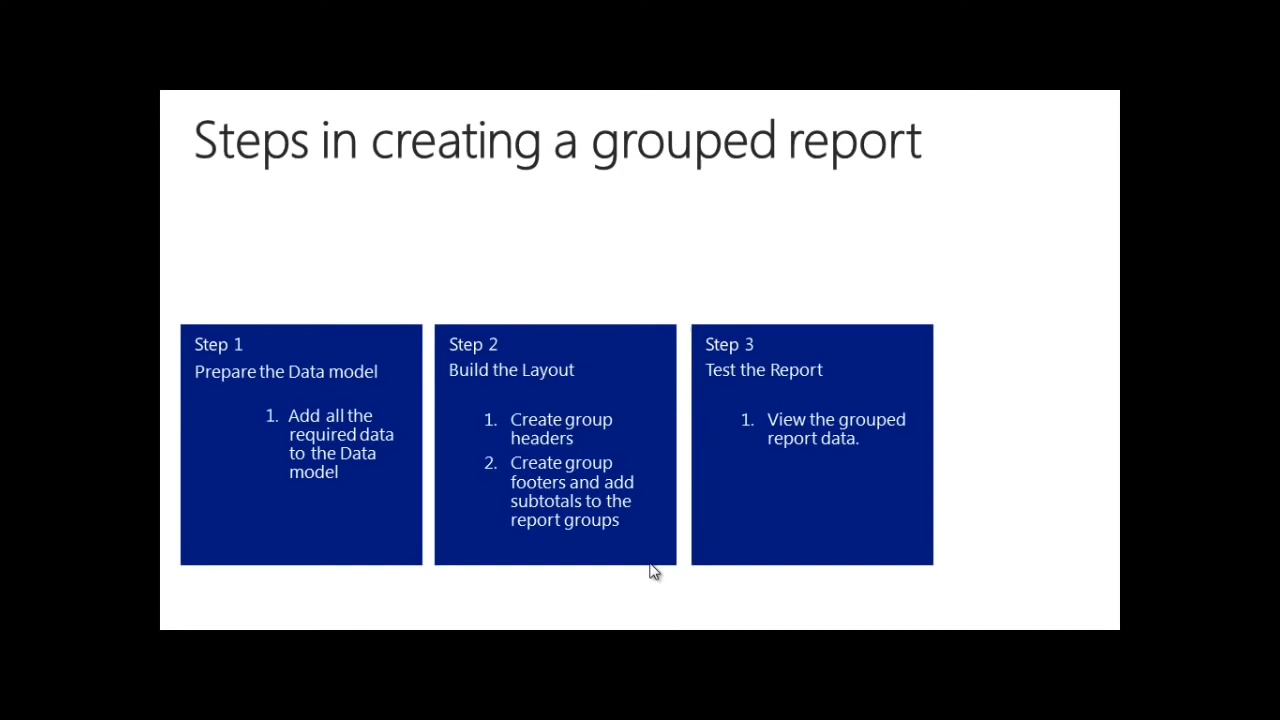 Steps in creating a grouped report
Step 1
Prepare the Data model
1. Add all the
required data
to the Data
model
Step 2
Build the Layout
1. Create group
headers
2. Create group
footers and add
subtotals to the
report groups
Step 3
Test the Report
1. View the grouped
report data.